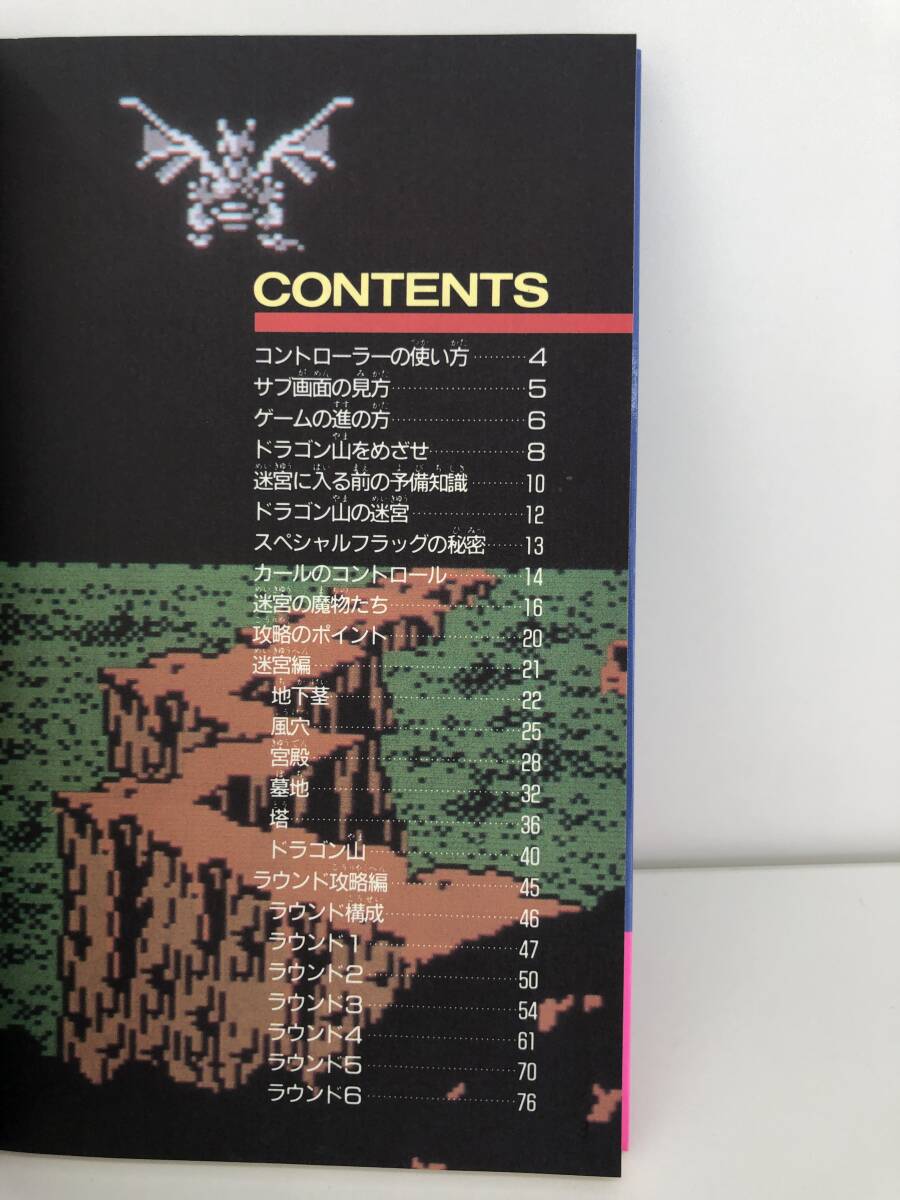 CONTENTS
コントローラーの使い方………4
サブ画面の見方………5
ゲームの進の方………6
ドラゴン山をめざせ………8
迷宮に入る前の予備知識………10
ドラゴン山の迷宮………12
スペシャルフラッグの秘密………13
カールのコントロール………14
迷宮の魔物たち………16
攻略のポイント………20
迷宮編………21
地下茎………22
風穴………25
宮殿………28
墓地………32
塔………36
ドラゴン山………40
ラウンド攻略編………45
ラウンド構成………46
ラウンド1………47
ラウンド2………50
ラウンド3………54
ラウンド4………61
ラウンド5………70
ラウンド6………76